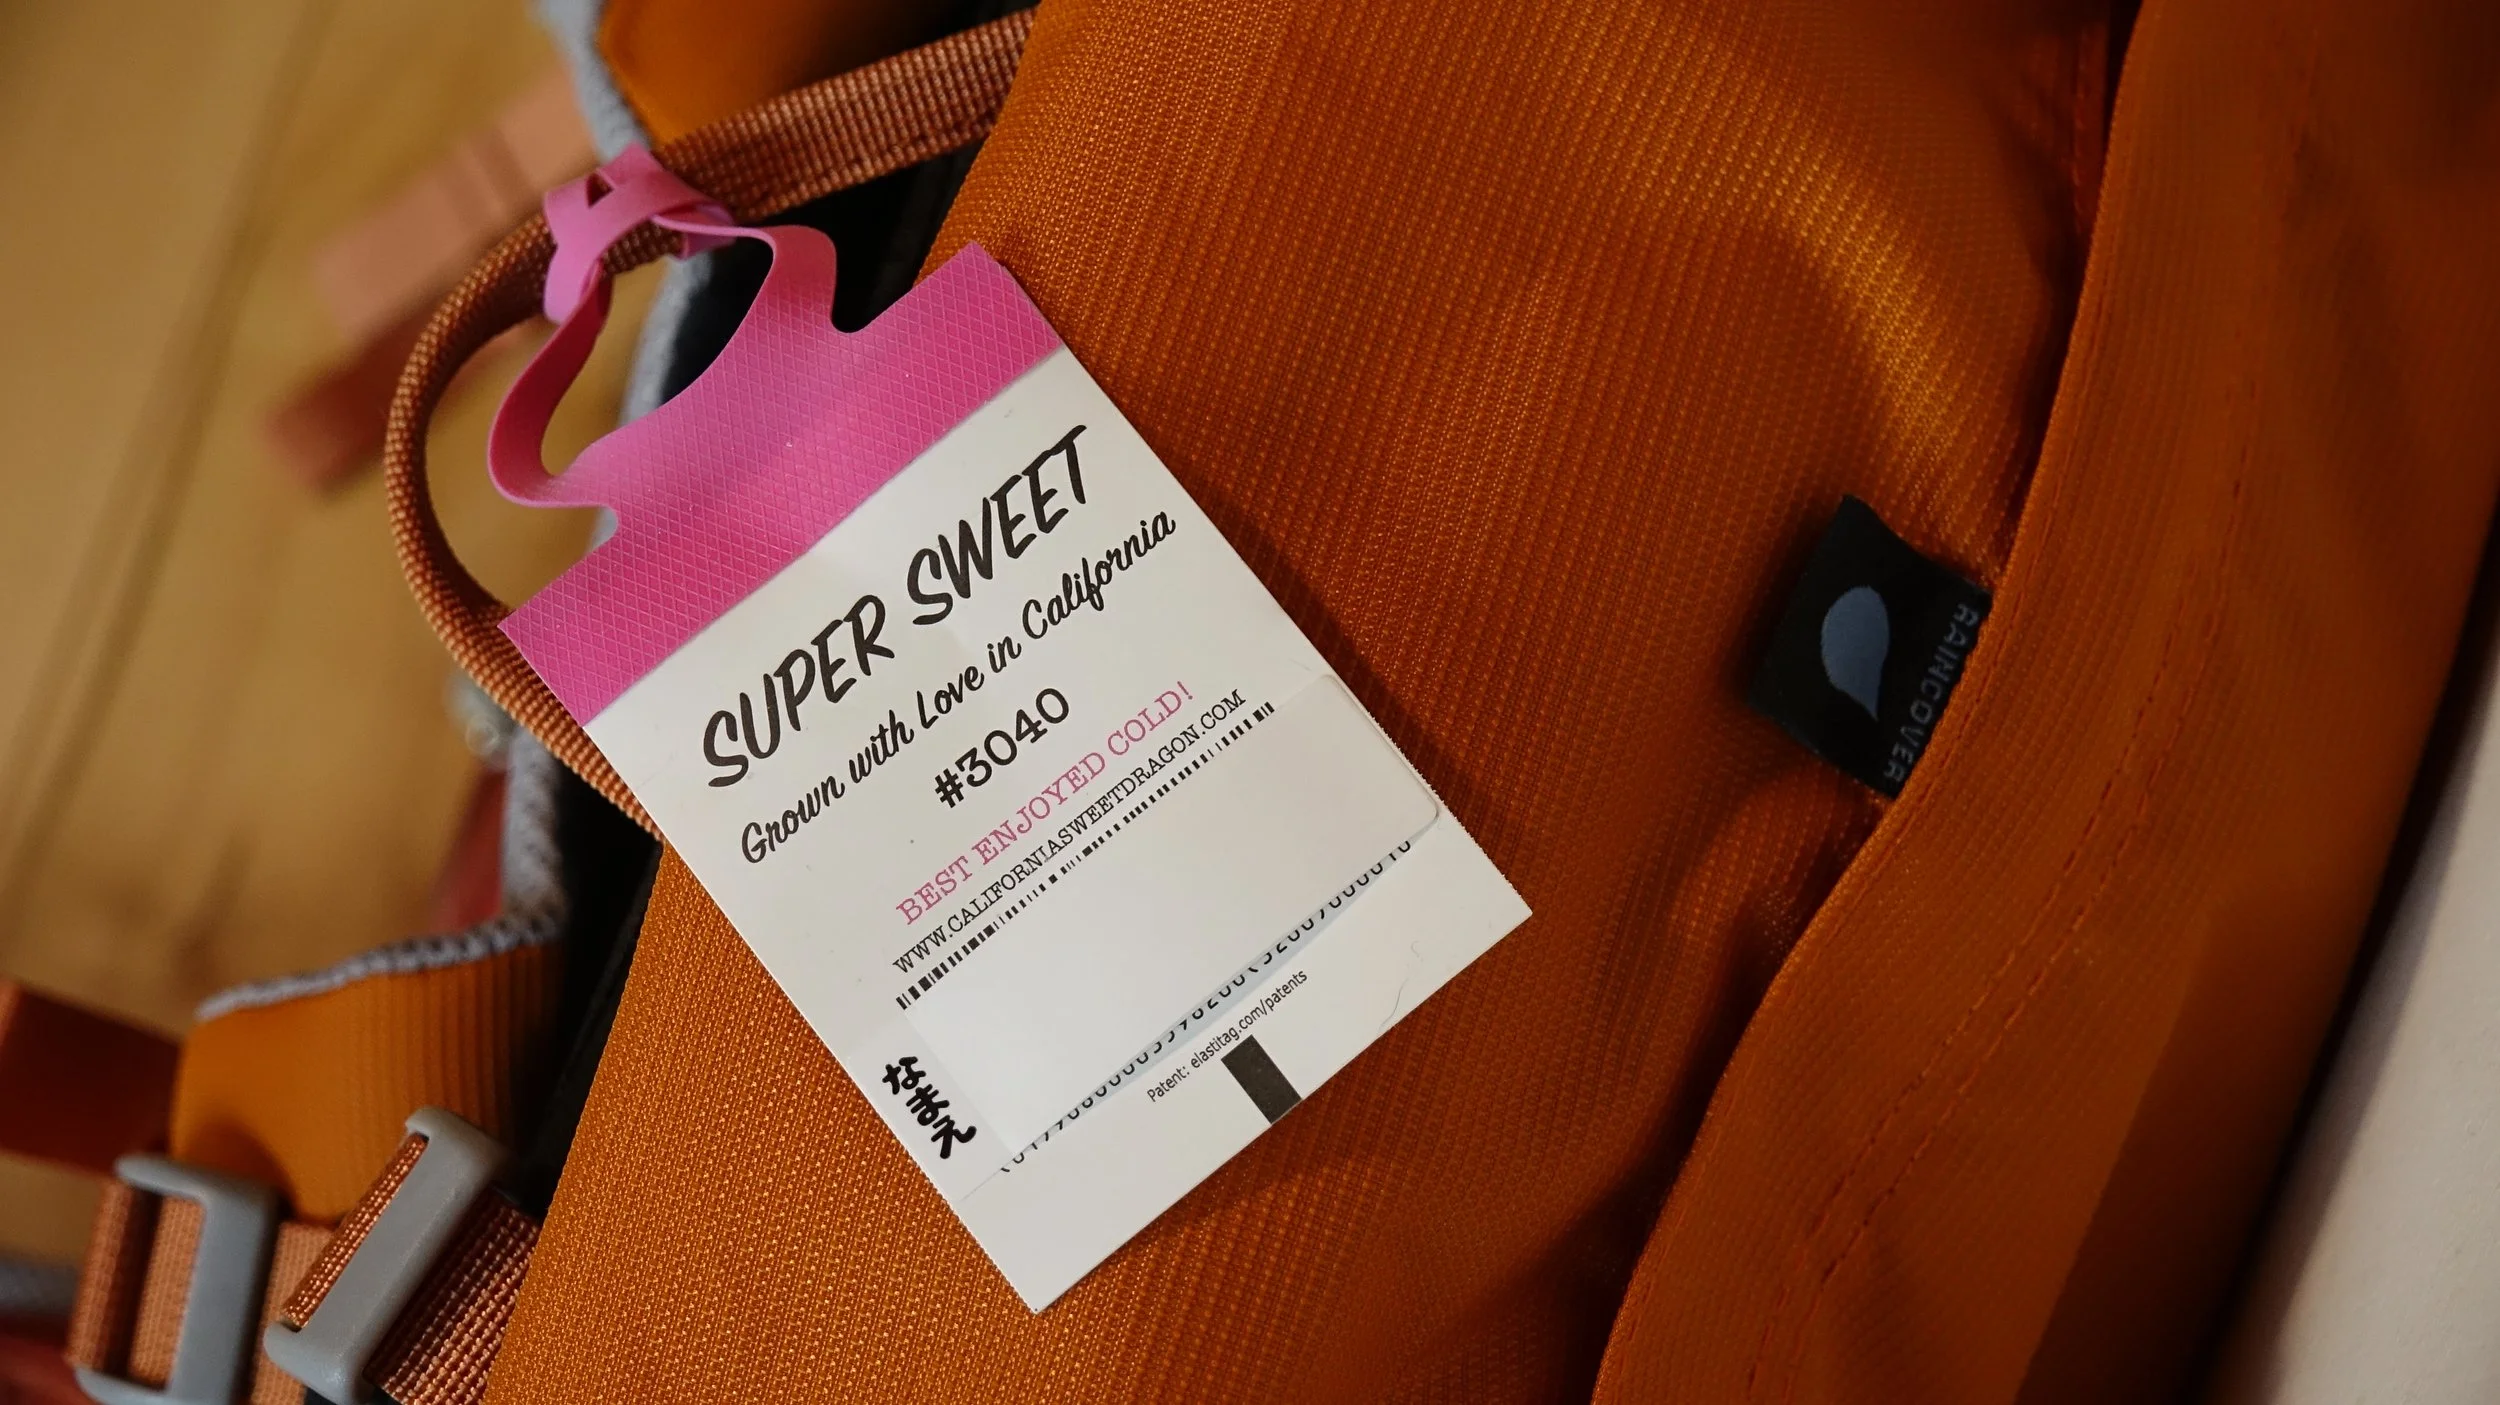 SUPER SWEET
Grown with Love in California
#3040
BEST ENJOYED COLD!
WWW.CALIFORNIASWEETDRAGON.COM
なまえ
Patent: elastitag.com/patents
RAINCOVER